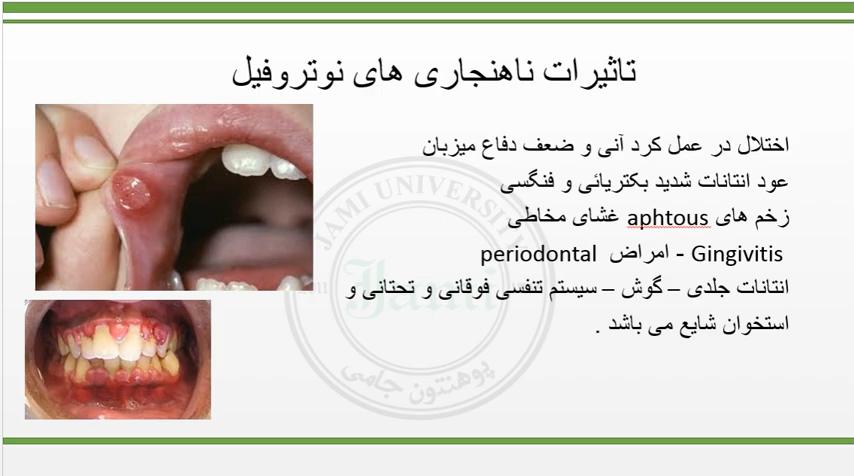 تاثیرات ناهنجاری های نوتروفیل
اختلال در عمل کرد آنی و ضعف دفاع میزبان
عود انتانات شدید بکتریائی و فنگسی
زخم های aphtous غشای مخاطی
Gingivitis - امراض periodontal
انتانات جلدی – گوش – سیستم تنفسی فوقانی و تحتانی و
استخوان شایع می باشد .
JAMI UNIVERSITY
Jami
پوهنتون جامی